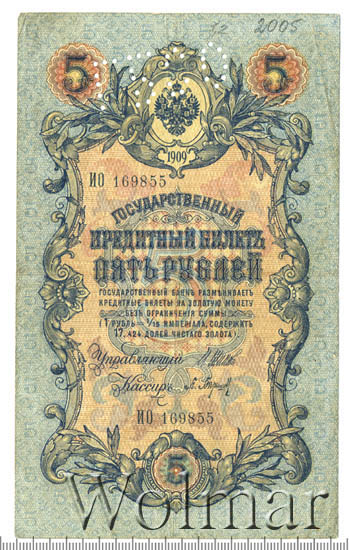 2005
5 5
1909
ИО 169855
ГОСУДАРСТВЕННЫЙ
КРЕДИТНЫЙ БИЛЕТЪ
ПЯТЬ РУБЛЕЙ
ГОСУДАРСТВЕННЫЙ БАНКЪ РАЗМѢНИВАЕТЪ
КРЕДИТНЫЕ БИЛЕТЫ НА ЗОЛОТУЮ МОНЕТУ
БЕЗЪ ОГРАНИЧЕНІЯ СУММЫ
(1 РУБЛЬ = 1/15 ИМПЕРІАЛА, СОДЕРЖИТЪ
17,424 ДОЛЕЙ ЧИСТАГО ЗОЛОТА)
Управляющій
Кассиръ
ИО 169855
5
Wolmar